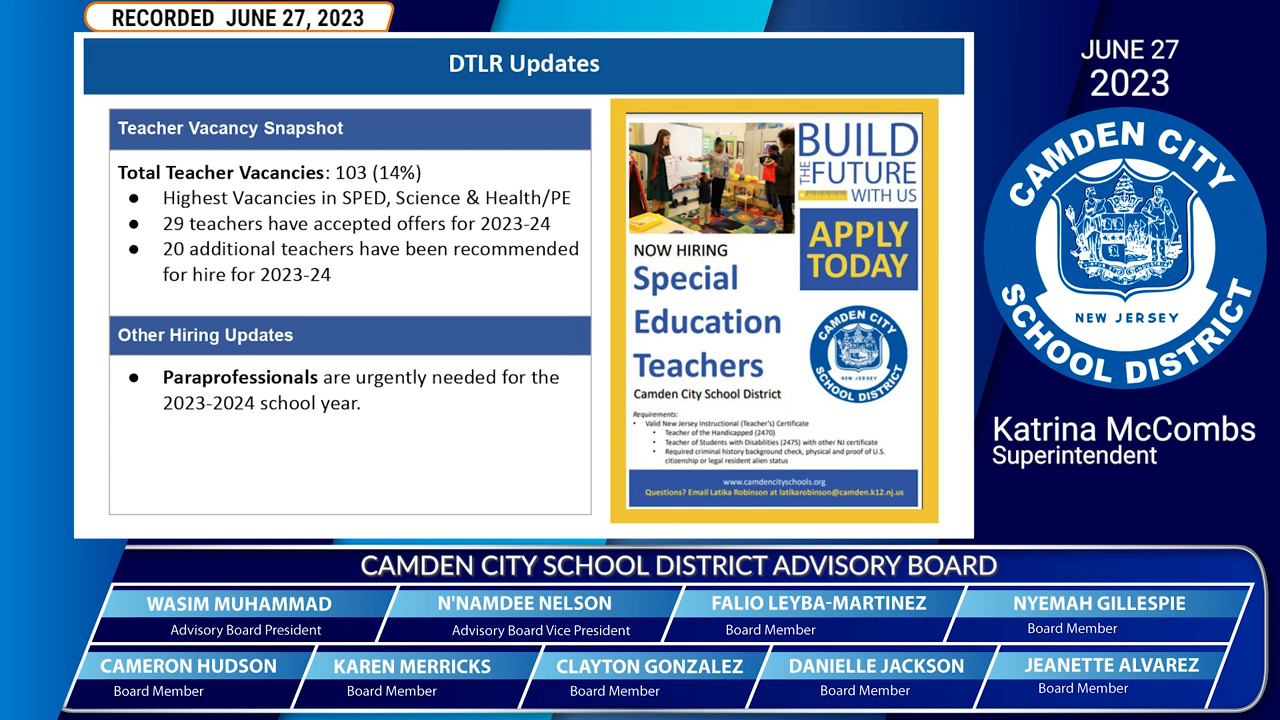 RECORDED JUNE 27, 2023
DTLR Updates
Teacher Vacancy Snapshot
Total Teacher Vacancies: 103 (14%)
● Highest Vacancies in SPED, Science & Health/PE
● 29 teachers have accepted offers for 2023-24
● 20 additional teachers have been recommended
for hire for 2023-24
Other Hiring Updates
● Paraprofessionals are urgently needed for the
2023-2024 school year.
BUILD
THE FUTURE
WITH US
APPLY
TODAY
NOW HIRING
Special
Education
Teachers
Camden City School District
CAMDEN CITY
SCHOOL DISTRICT
NEW JERSEY
Requirements:
• Valid New Jersey Instructional (Teacher's) Certificate
• Teacher of the Handicapped (2470)
• Teacher of Students with Disabilities (2475) with other NJ certificate
• Required criminal history background check, physical and proof of U.S.
citizenship or legal resident alien status
www.camdencityschools.org
Questions? Email Latika Robinson at latikarobinson@camden.k12.nj.us
JUNE 27
2023
CAMDEN CITY
NEW JERSEY
SCHOOL DISTRICT
Katrina McCombs
Superintendent
CAMDEN CITY SCHOOL DISTRICT ADVISORY BOARD
WASIM MUHAMMAD
Advisory Board President
N'NAMDEE NELSON
Advisory Board Vice President
FALIO LEYBA-MARTINEZ
Board Member
NYEMAH GILLESPIE
Board Member
CAMERON HUDSON
Board Member
KAREN MERRICKS
Board Member
CLAYTON GONZALEZ
Board Member
DANIELLE JACKSON
Board Member
JEANETTE ALVAREZ
Board Member